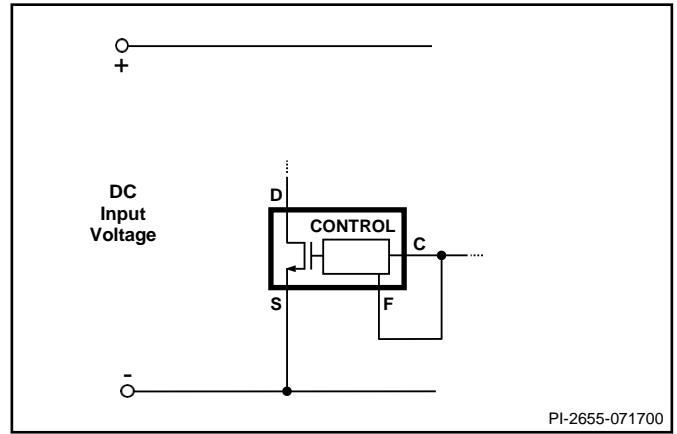 +
DC
Input
Voltage
D
CONTROL
C
S
F
-
PI-2655-071700